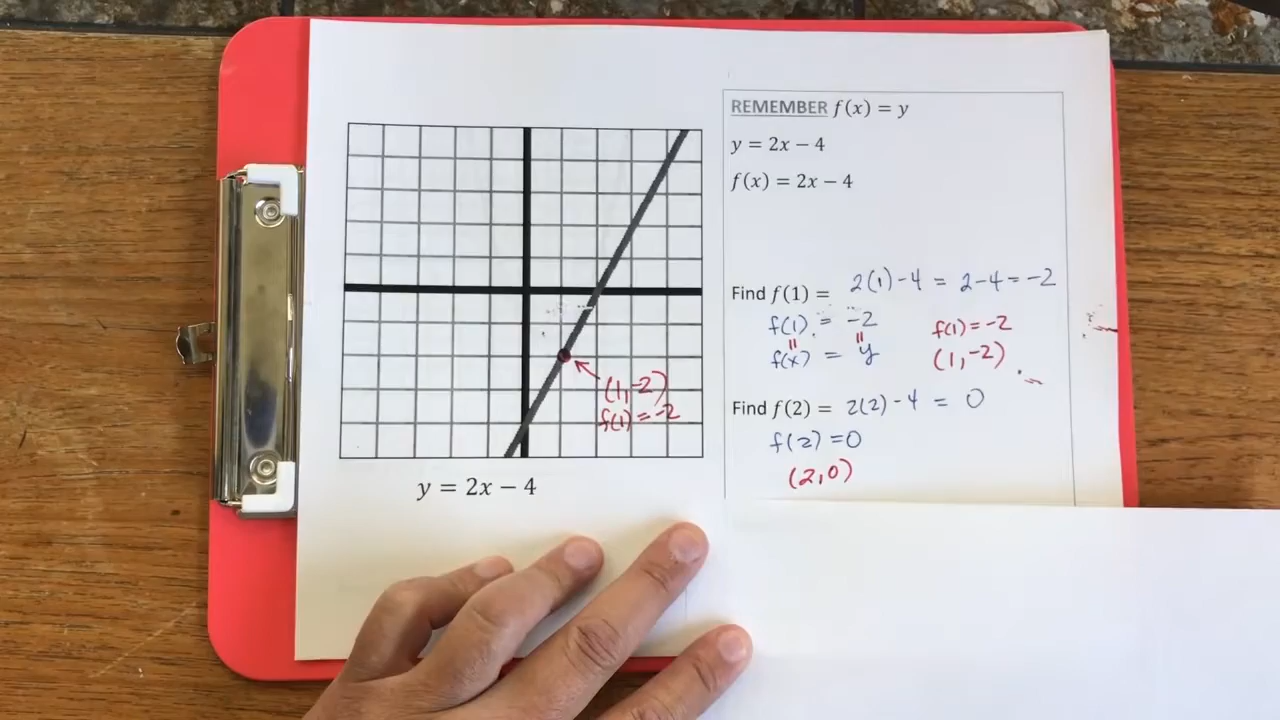 (1,-2)
f(1)=-2
y = 2x − 4
REMEMBER f(x) = y
y = 2x − 4
f(x) = 2x − 4
Find f(1) = 2(1)-4 = 2-4=-2
f(1) = -2
f(1)=-2
f(x) = y
(1,-2)
Find f(2) = 2(2)-4 = 0
f(2)=0
(2,0)